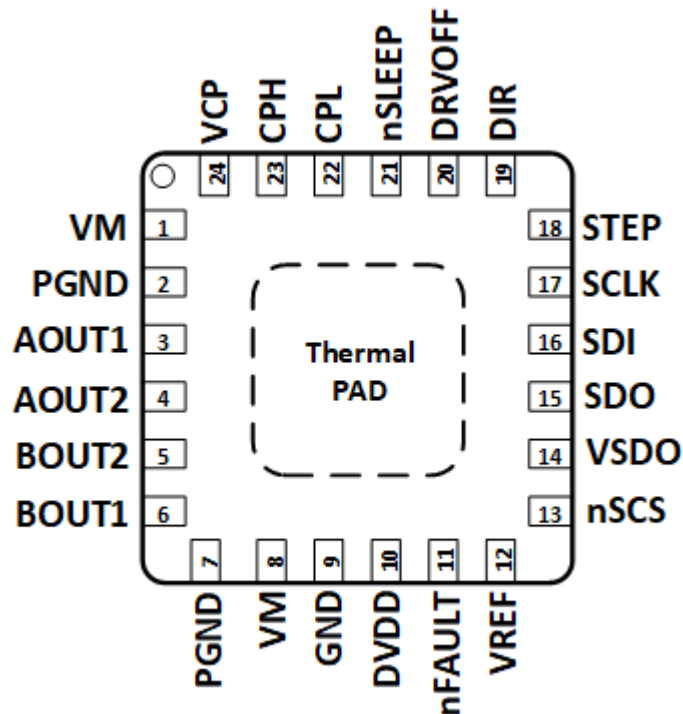 VCP
CPH
CPL
nSLEEP
DRVOFF
DIR
24
23
22
21
20
19
VM 1
18 STEP
PGND 2
17 SCLK
AOUT1 3
16 SDI
Thermal
PAD
AOUT2 4
15 SDO
BOUT2 5
14 VSDO
BOUT1 6
13 nSCS
7
8
9
10
11
12
PGND
VM
GND
DVDD
nFAULT
VREF